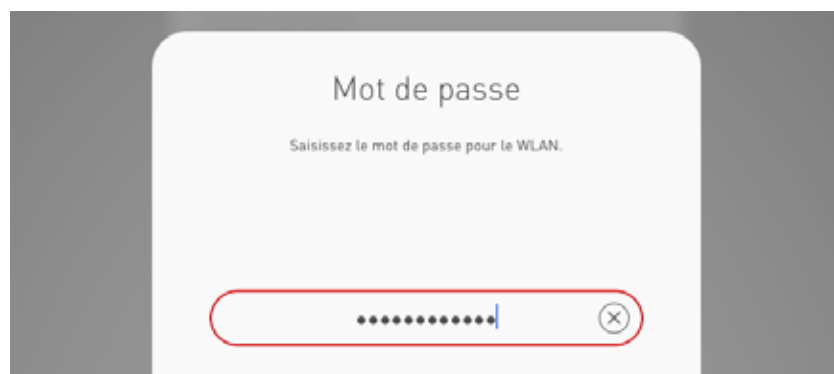 Mot de passe
Saisissez le mot de passe pour le WLAN.
••••••••••••